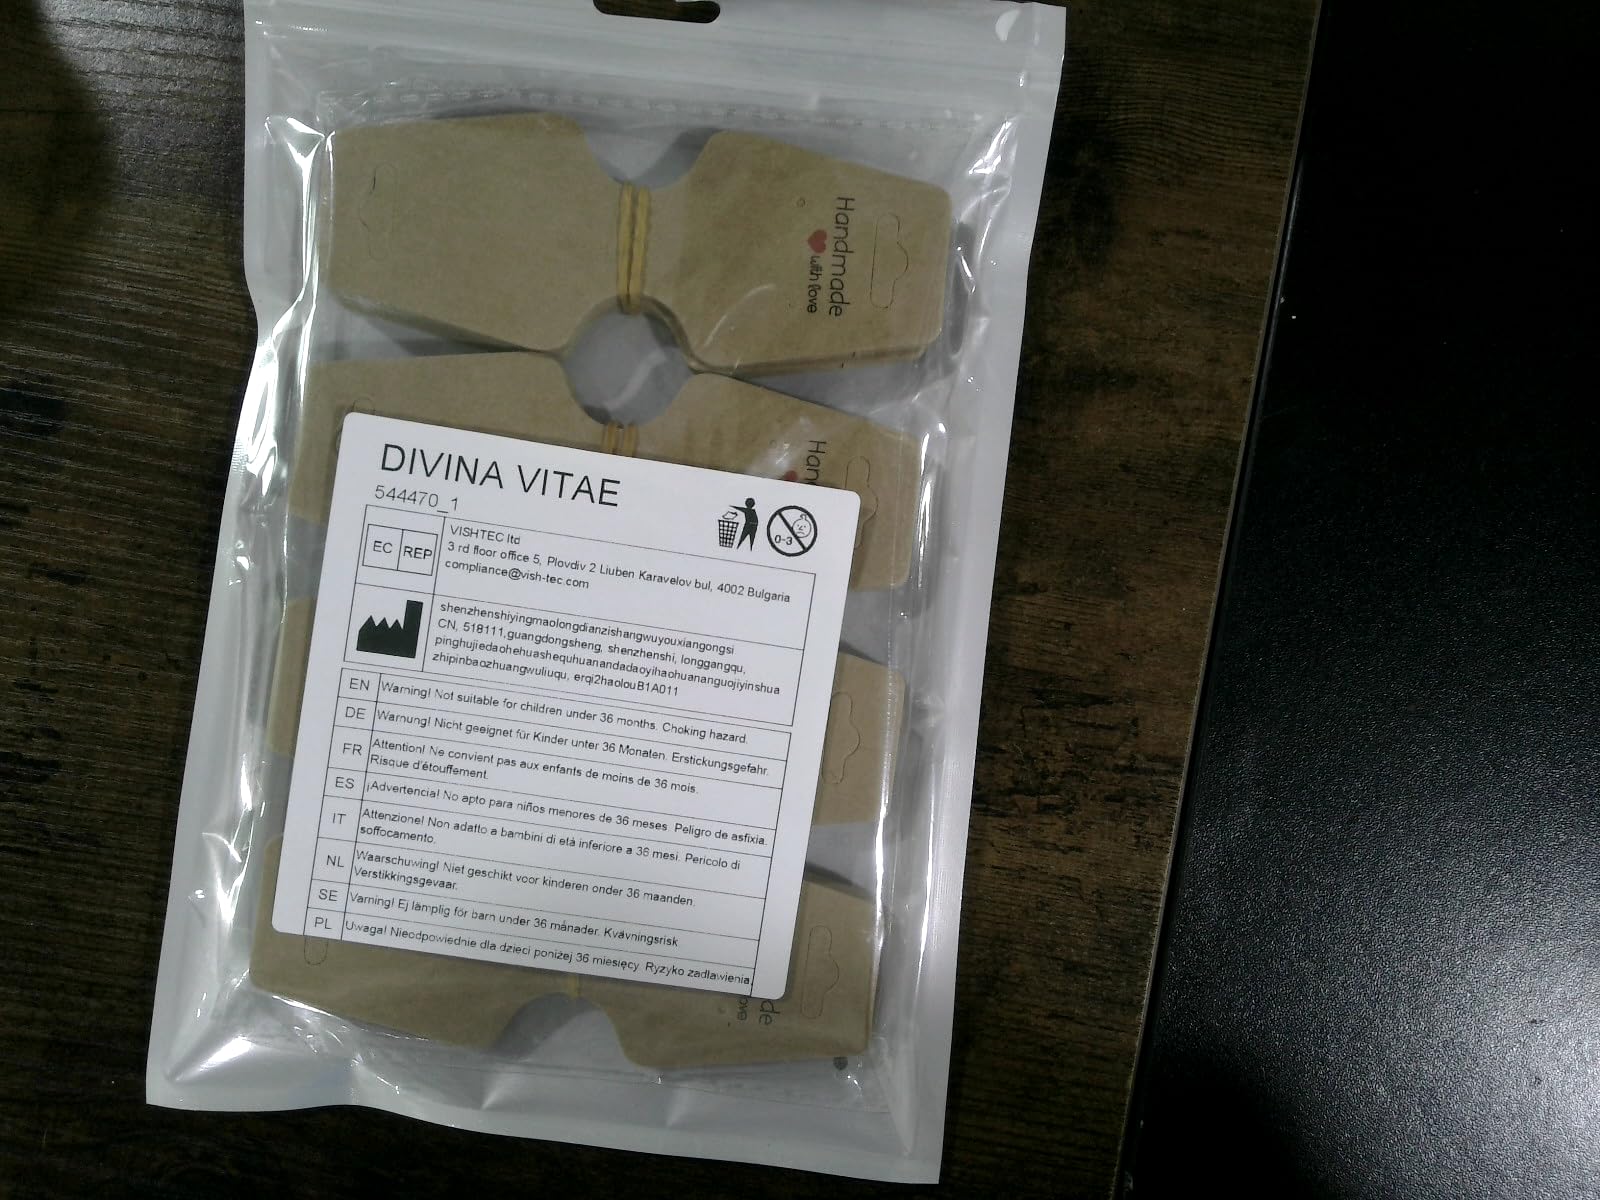 Handmade
with love
Han
DIVINA VITAE
544470_1
0-3
EC REP
VISHTEC ltd
3 rd floor office 5, Plovdiv 2 Liuben Karavelov bul, 4002 Bulgaria
compliance@vish-tec.com
shenzhenshiyingmaolongdianzishangwuyouxiangongsi
CN, 518111,guangdongsheng, shenzhenshi, longgangqu,
pinghujiedaohehuashequhuanandadaoyihaohuananguojiyinshua
zhipinbaozhuangwuliuqu, erqi2haolouB1A011
EN Warning! Not suitable for children under 36 months. Choking hazard.
DE Warnung! Nicht geeignet für Kinder unter 36 Monaten. Erstickungsgefahr.
FR Attention! Ne convient pas aux enfants de moins de 36 mois.
Risque d'étouffement.
ES ¡Advertencia! No apto para niños menores de 36 meses. Peligro de asfixia.
IT Attenzione! Non adatto a bambini di età inferiore a 36 mesi. Pericolo di
soffocamento.
NL Waarschuwing! Niet geschikt voor kinderen onder 36 maanden.
Verstikkingsgevaar.
SE Varning! Ej lämplig för barn under 36 månader. Kvävningsrisk
PL Uwaga! Nieodpowiednie dla dzieci poniżej 36 miesięcy. Ryzyko zadławienia.
de
ove